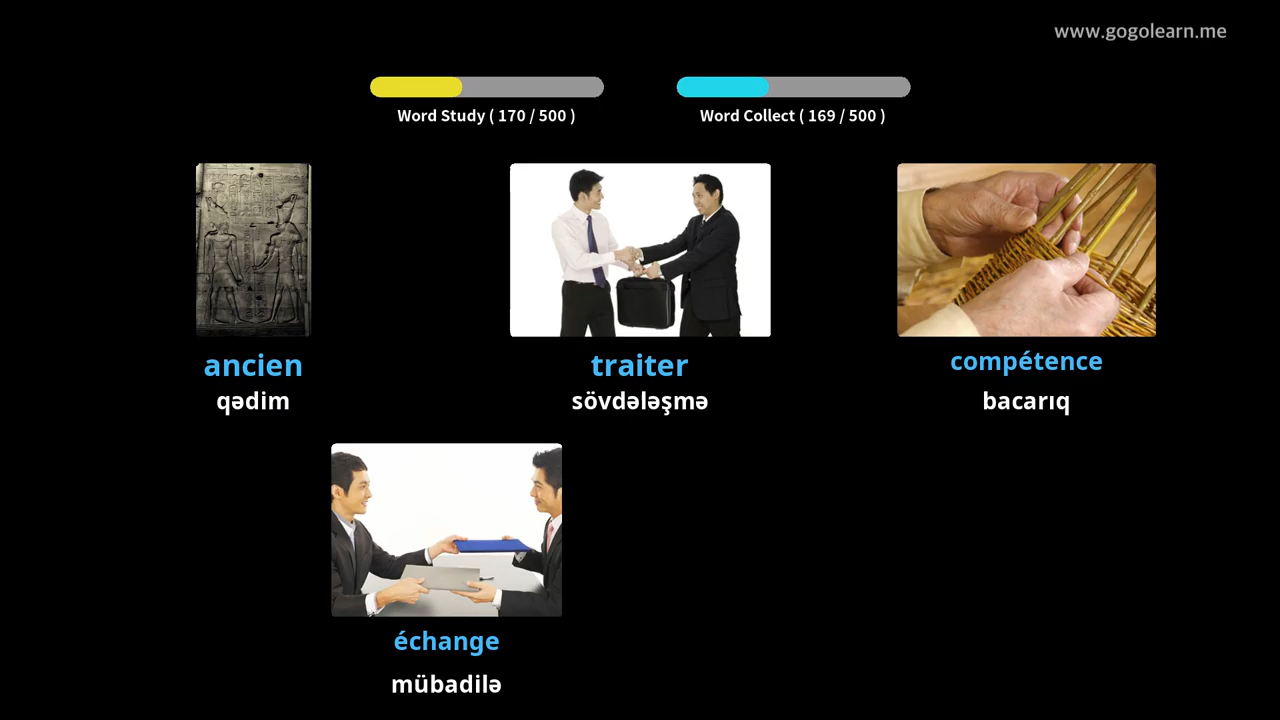 www.gogolearn.me
Word Study ( 170 / 500 )
Word Collect ( 169 / 500 )
ancien
qədim
traiter
sövdələşmə
compétence
bacarıq
échange
mübadilə